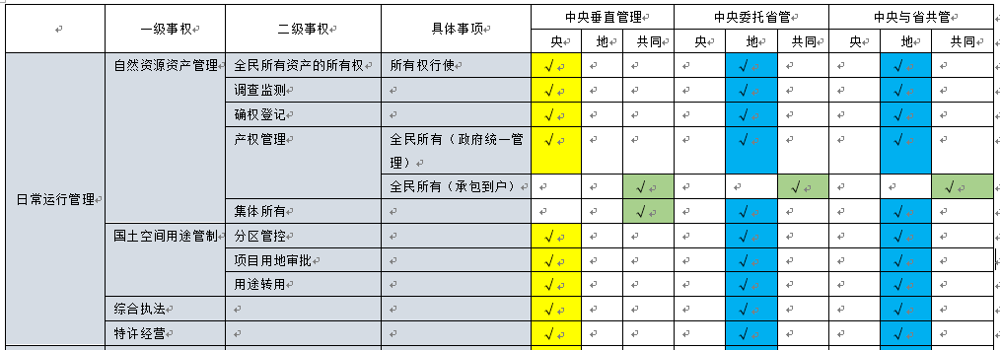 一级事权 二级事权 具体事项 中央垂直管理 中央委托省管 中央与省共管
央 地 共同 央 地 共同 央 地 共同
日常运行管理 自然资源资产管理 全民所有资产的所有权 所有权行使 √ √ √
调查监测 √ √ √
确权登记 √ √ √
产权管理 全民所有（政府统一管 √ √ √
理）
全民所有（承包到户） √ √ √
集体所有 √ √ √
国土空间用途管制 分区管控 √ √ √
项目用地审批 √ √ √
用途转用 √ √ √
综合执法 √ √ √
特许经营 √ √ √